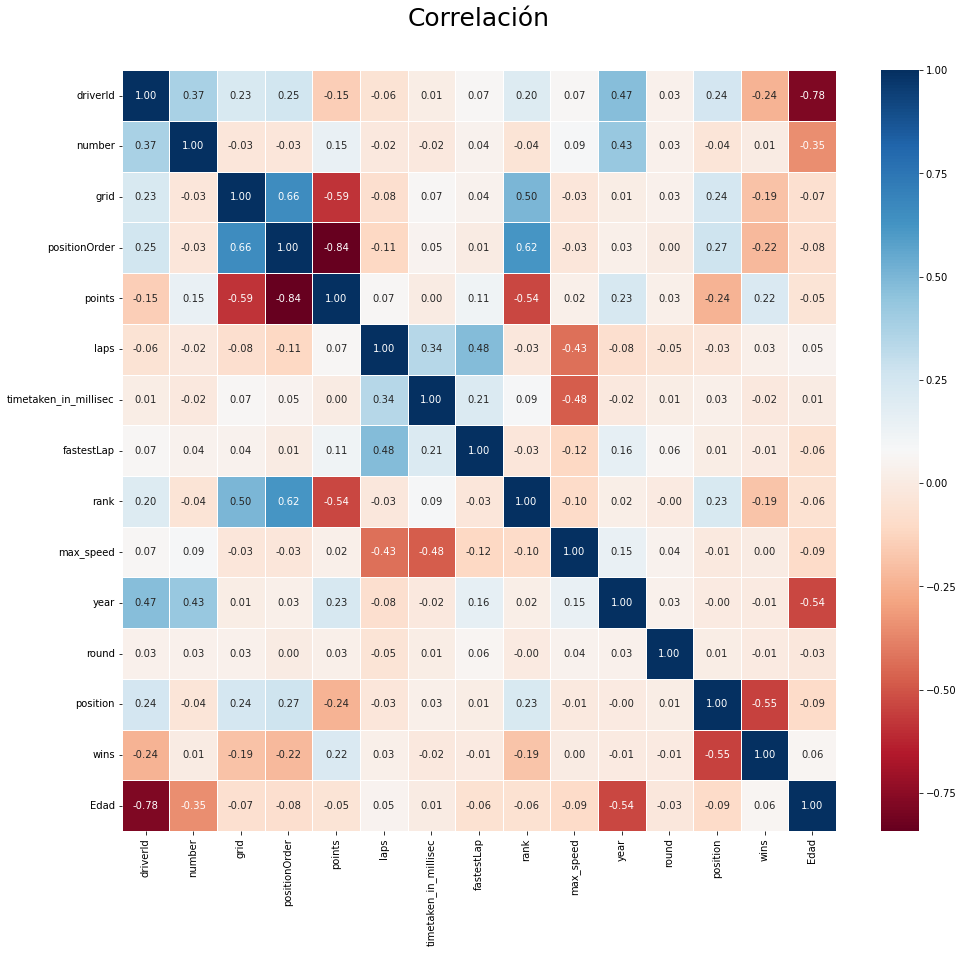 Correlación
driverId 1.00 0.37 0.23 0.25 -0.15 -0.06 0.01 0.07 0.20 0.07 0.47 0.03 0.24 -0.24 -0.78
number 0.37 1.00 -0.03 -0.03 0.15 -0.02 -0.02 0.04 -0.04 0.09 0.43 0.03 -0.04 0.01 -0.35
grid 0.23 -0.03 1.00 0.66 -0.59 -0.08 0.07 0.04 0.50 -0.03 0.01 0.03 0.24 -0.19 -0.07
positionOrder 0.25 -0.03 0.66 1.00 -0.84 -0.11 0.05 0.01 0.62 -0.03 0.03 0.00 0.27 -0.22 -0.08
points -0.15 0.15 -0.59 -0.84 1.00 0.07 0.00 0.11 -0.54 0.02 0.23 0.03 -0.24 0.22 -0.05
laps -0.06 -0.02 -0.08 -0.11 0.07 1.00 0.34 0.48 -0.03 -0.43 -0.08 -0.05 -0.03 0.03 0.05
timetaken_in_millisec 0.01 -0.02 0.07 0.05 0.00 0.34 1.00 0.21 0.09 -0.48 -0.02 0.01 0.03 -0.02 0.01
fastestLap 0.07 0.04 0.04 0.01 0.11 0.48 0.21 1.00 -0.03 -0.12 0.16 0.06 0.01 -0.01 -0.06
rank 0.20 -0.04 0.50 0.62 -0.54 -0.03 0.09 -0.03 1.00 -0.10 0.02 -0.00 0.23 -0.19 -0.06
max_speed 0.07 0.09 -0.03 -0.03 0.02 -0.43 -0.48 -0.12 -0.10 1.00 0.15 0.04 -0.01 0.00 -0.09
year 0.47 0.43 0.01 0.03 0.23 -0.08 -0.02 0.16 0.02 0.15 1.00 0.03 -0.00 -0.01 -0.54
round 0.03 0.03 0.03 0.00 0.03 -0.05 0.01 0.06 -0.00 0.04 0.03 1.00 0.01 -0.01 -0.03
position 0.24 -0.04 0.24 0.27 -0.24 -0.03 0.03 0.01 0.23 -0.01 -0.00 0.01 1.00 -0.55 -0.09
wins -0.24 0.01 -0.19 -0.22 0.22 0.03 -0.02 -0.01 -0.19 0.00 -0.01 -0.01 -0.55 1.00 0.06
Edad -0.78 -0.35 -0.07 -0.08 -0.05 0.05 0.01 -0.06 -0.06 -0.09 -0.54 -0.03 -0.09 0.06 1.00
driverId number grid positionOrder points laps timetaken_in_millisec fastestLap rank max_speed year round position wins Edad
1.00
0.75
0.50
0.25
0.00
−0.25
−0.50
−0.75